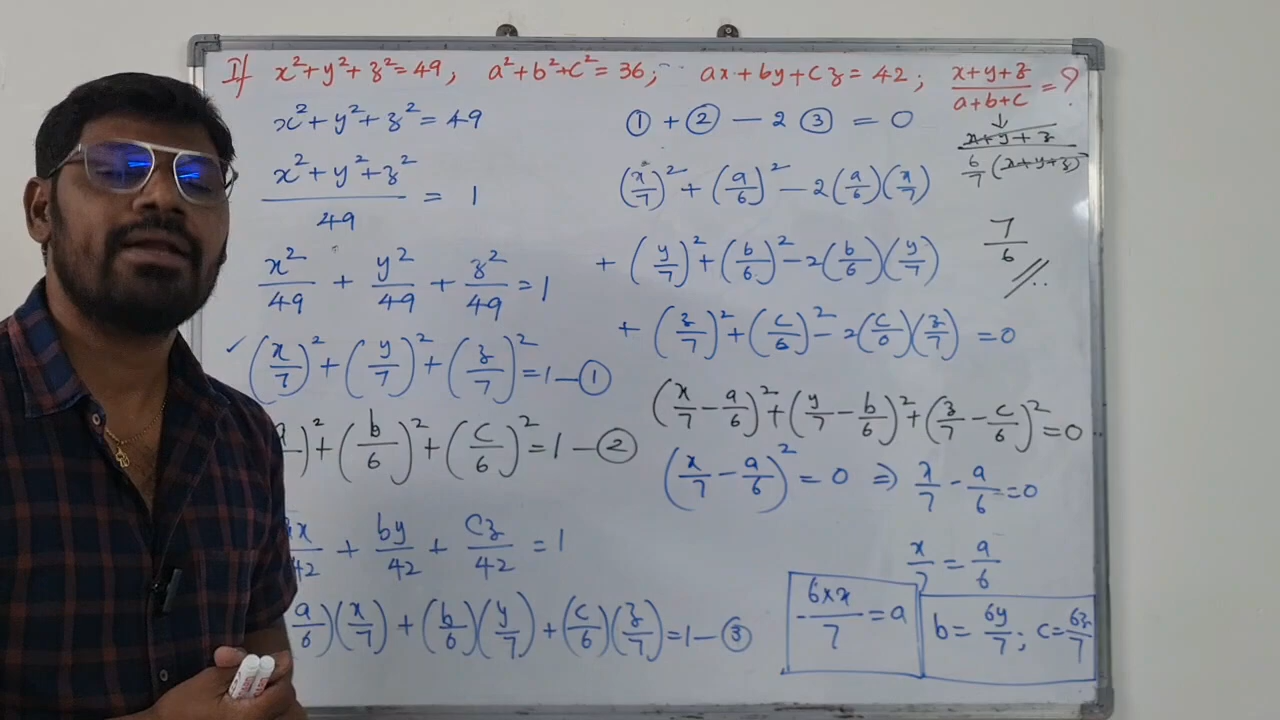 If x²+y²+z²=49, a²+b²+c²=36; ax+by+cz=42; (x+y+z)/(a+b+c)=?
x²+y²+z²=49
(x²+y²+z²)/49 = 1
x²/49 + y²/49 + z²/49 = 1
✓ (x/7)²+(y/7)²+(z/7)²=1—①
)²+(b/6)²+(c/6)²=1—②
x/42 + by/42 + cz/42 = 1
(a/6)(x/7)+(b/6)(y/7)+(c/6)(z/7)=1—③
①+②—2③=0
(x/7)²+(a/6)²-2(a/6)(x/7)
+(y/7)²+(b/6)²-2(b/6)(y/7)
+(z/7)²+(c/6)²-2(c/6)(z/7)=0
(x/7-a/6)²+(y/7-b/6)²+(z/7-c/6)²=0
(x/7-a/6)²=0 ⇒ x/7-a/6=0
x/7=a/6
6×x/7=a
b=6y/7; c=6z/7
↓
(x+y+z)/(6/7(x+y+z))
7/6 //..